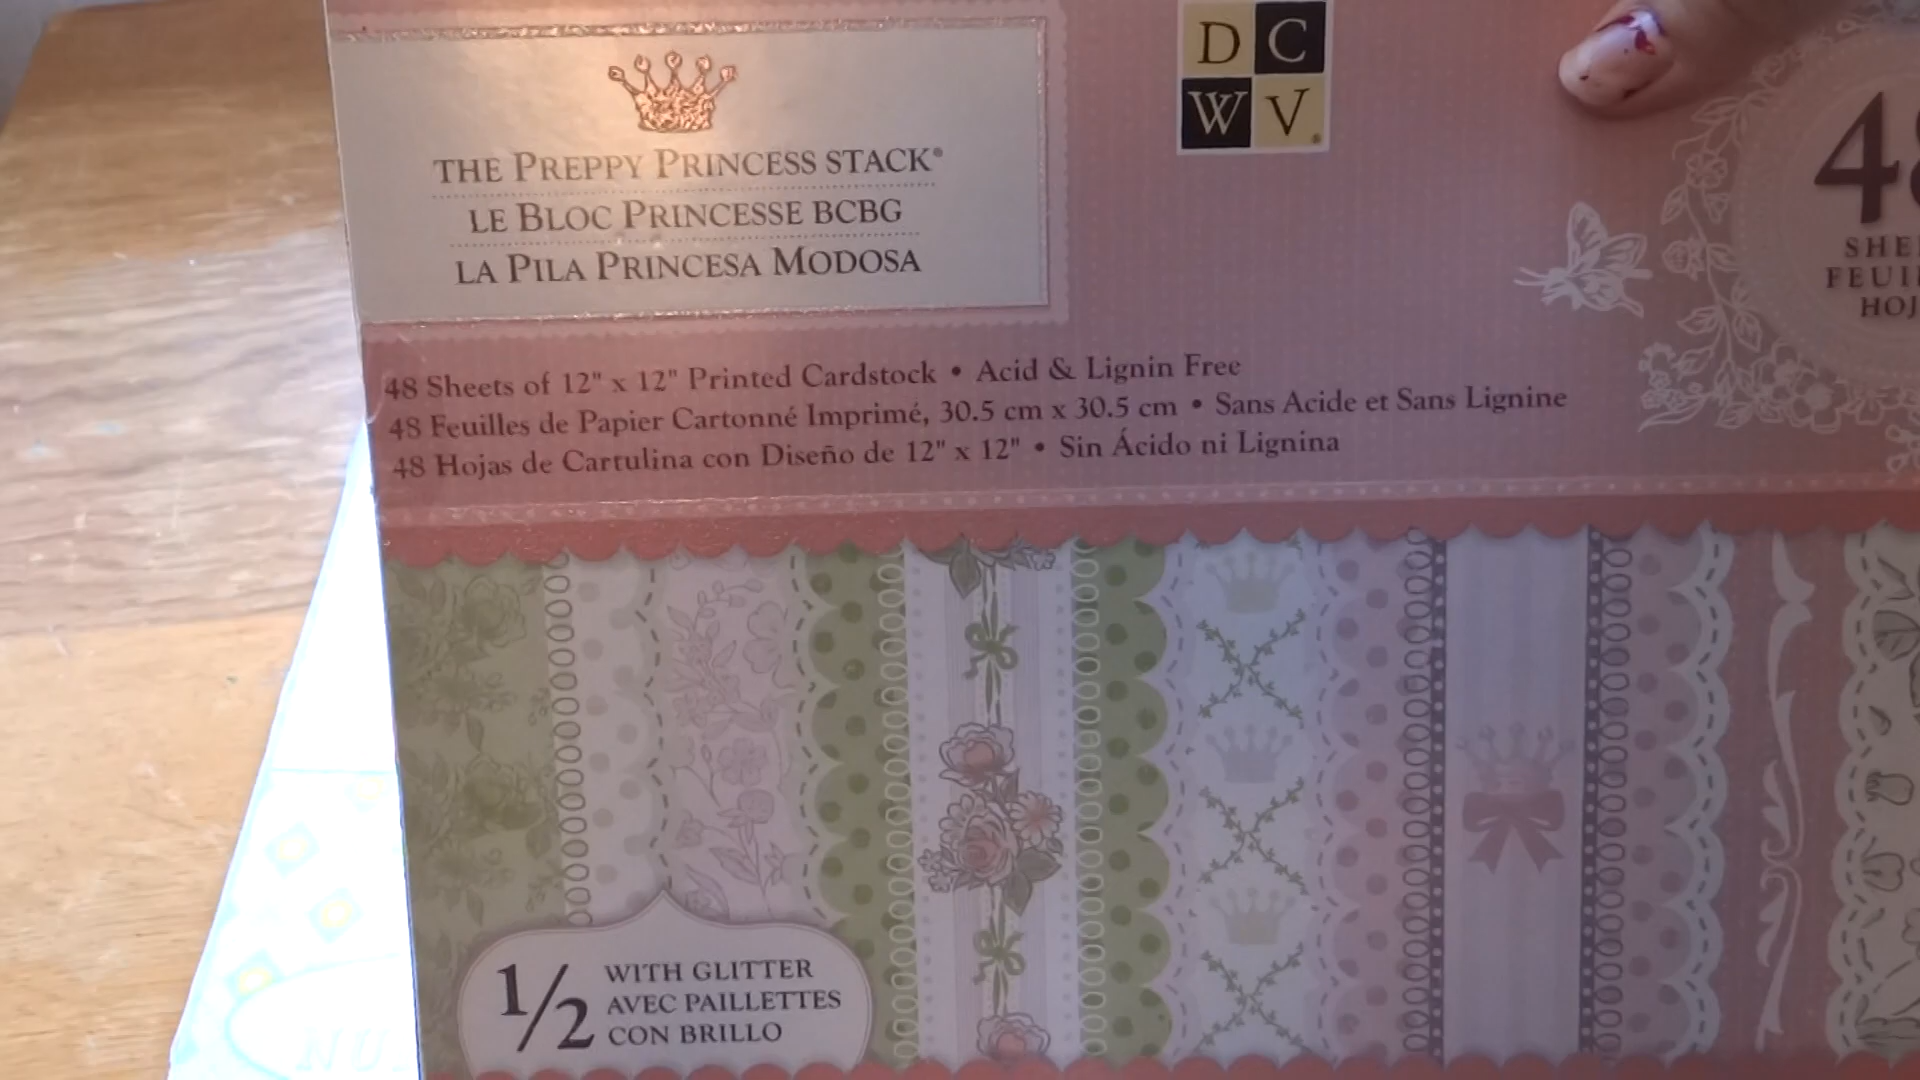 THE PREPPY PRINCESS STACK®
LE BLOC PRINCESSE BCBG
LA PILA PRINCESA MODOSA
D C
W V®
48 Sheets of 12" x 12" Printed Cardstock • Acid & Lignin Free
48 Feuilles de Papier Cartonné Imprimé, 30.5 cm x 30.5 cm • Sans Acide et Sans Lignine
48 Hojas de Cartulina con Diseño de 12" x 12" • Sin Ácido ni Lignina
1/2
WITH GLITTER
AVEC PAILLETTES
CON BRILLO